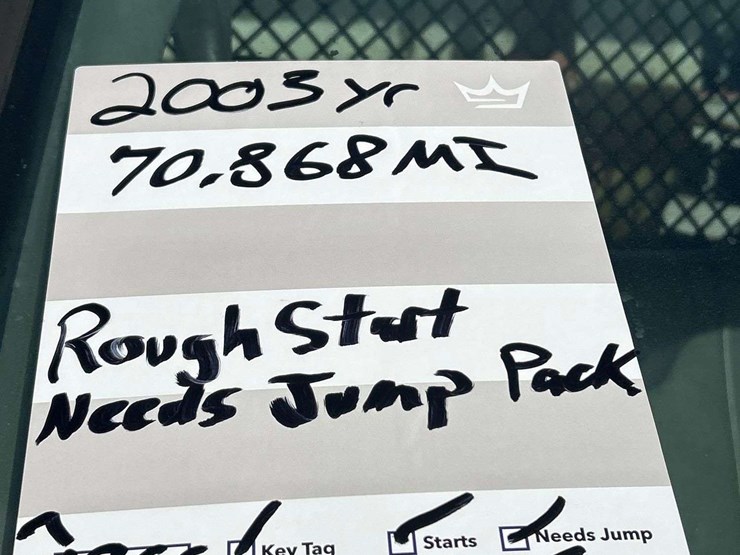 2003 yr
70,868 MI
Rough Start
Needs Jump Pack
Key Tag Starts Needs Jump